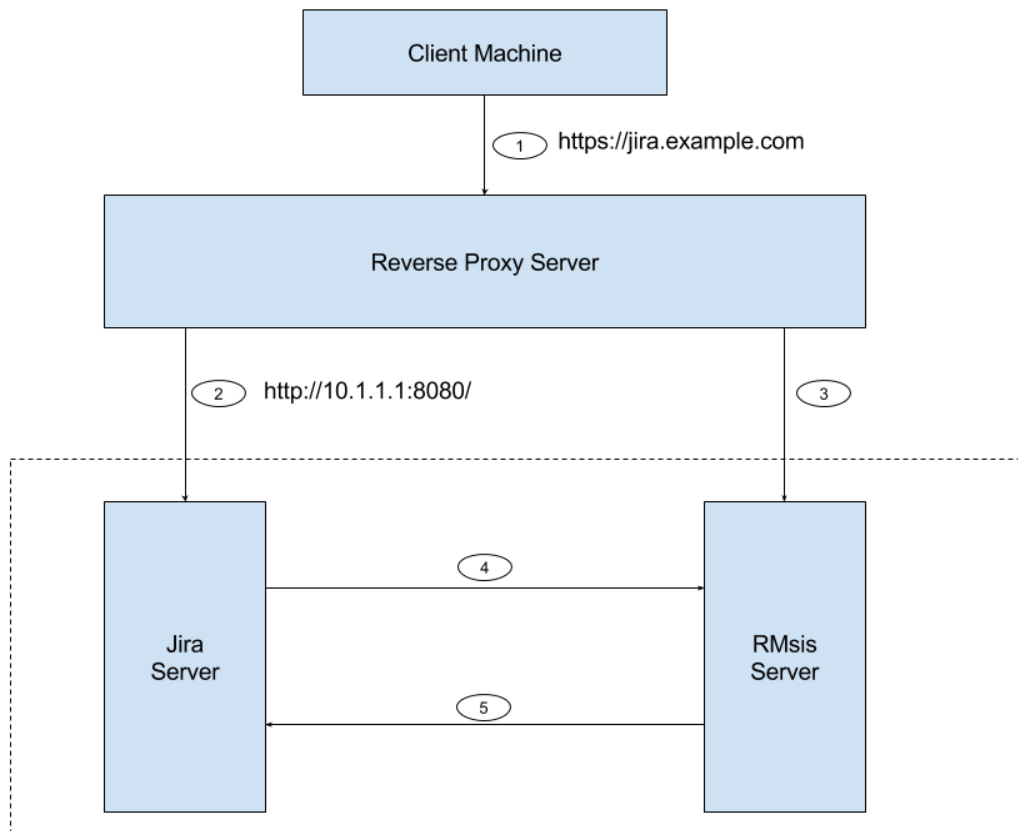 Client Machine
1 https://jira.example.com
Reverse Proxy Server
2 http://10.1.1.1:8080/
3
4
Jira
Server
RMsis
Server
5